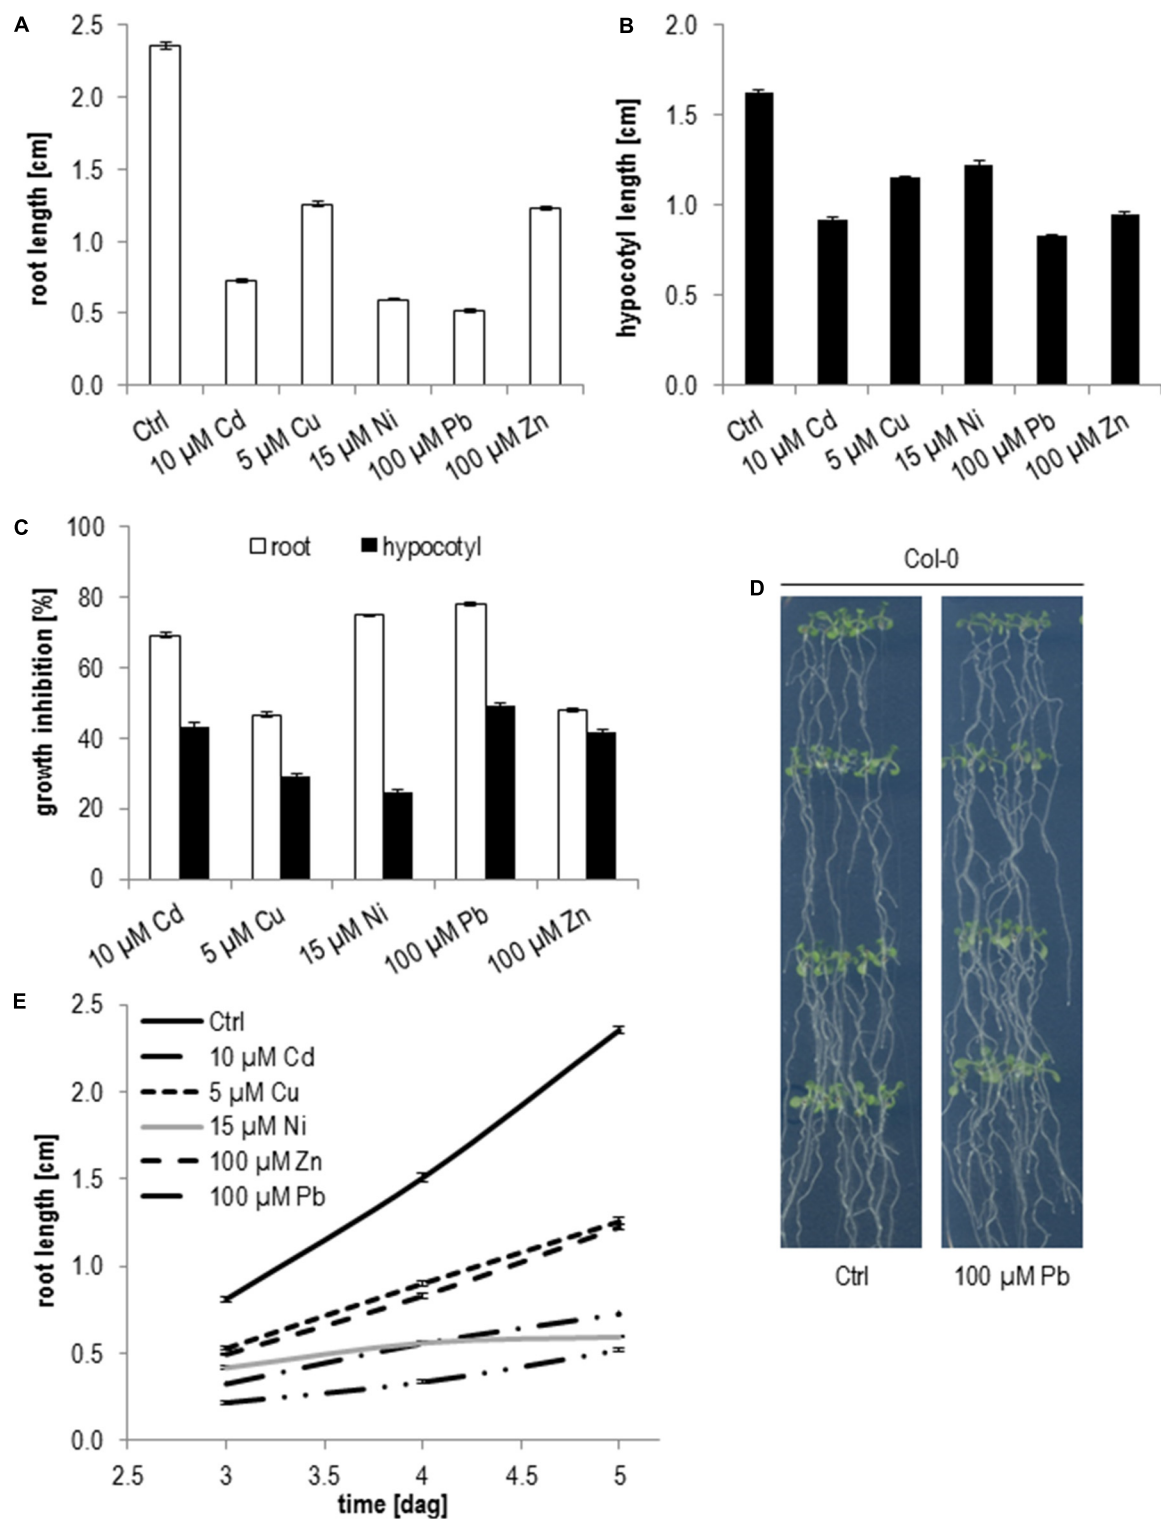 A
root length [cm]
2.5
2.0
1.5
1.0
0.5
0.0
Ctrl
10 µM Cd
5 µM Cu
15 µM Ni
100 µM Pb
100 µM Zn
B
hypocotyl length [cm]
2.0
1.5
1.0
0.5
0.0
Ctrl
10 µM Cd
5 µM Cu
15 µM Ni
100 µM Pb
100 µM Zn
C
growth inhibition [%]
100
80
60
40
20
0
root
hypocotyl
10 µM Cd
5 µM Cu
15 µM Ni
100 µM Pb
100 µM Zn
D
Col-0
Ctrl
100 µM Pb
E
root length [cm]
2.5
2.0
1.5
1.0
0.5
0.0
Ctrl
10 µM Cd
5 µM Cu
15 µM Ni
100 µM Zn
100 µM Pb
2.5
3
3.5
4
4.5
5
time [dag]